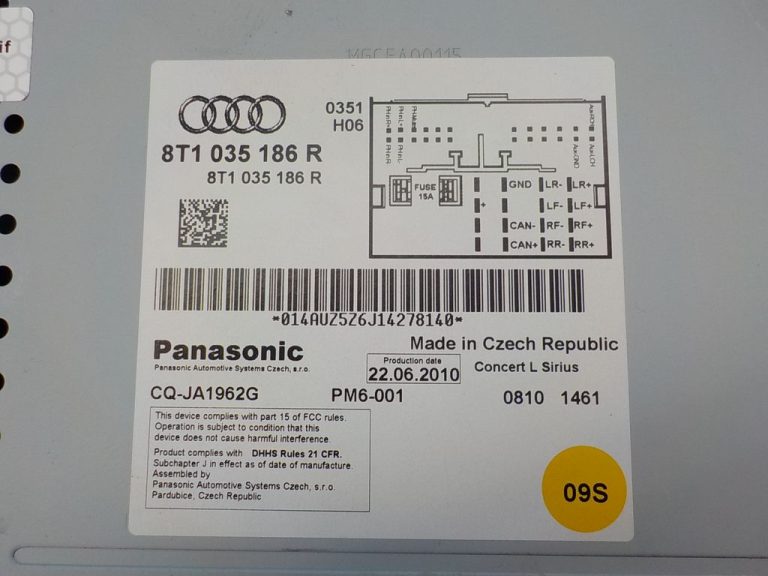 if
8T1 035 186 R
8T1 035 186 R
0351
H06
FUSE
15A
+
GND LR- LR+
LF- LF+
CAN- RF- RF+
CAN+ RR- RR+
*014AUZ5Z6J14278140*
Panasonic
Panasonic Automotive Systems Czech, s.r.o.
Made in Czech Republic
Production date
22.06.2010
Concert L Sirius
CQ-JA1962G PM6-001 0810 1461
This device complies with part 15 of FCC rules.
Operation is subject to condition that this
device does not cause harmful interference.
Product complies with DHHS Rules 21 CFR.
Subchapter J in effect as of date of manufacture.
Assembled by
Panasonic Automotive Systems Czech, s.r.o.
Pardubice, Czech Republic
09S